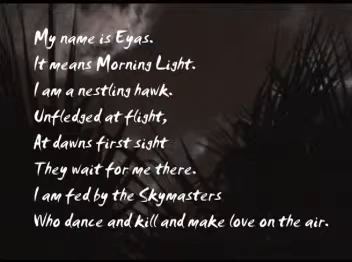 My name is Eyas.
It means Morning Light.
I am a nestling hawk.
Unfledged at flight,
At dawns first sight
They wait for me there.
I am fed by the Skymasters
Who dance and kill and make love on the air.